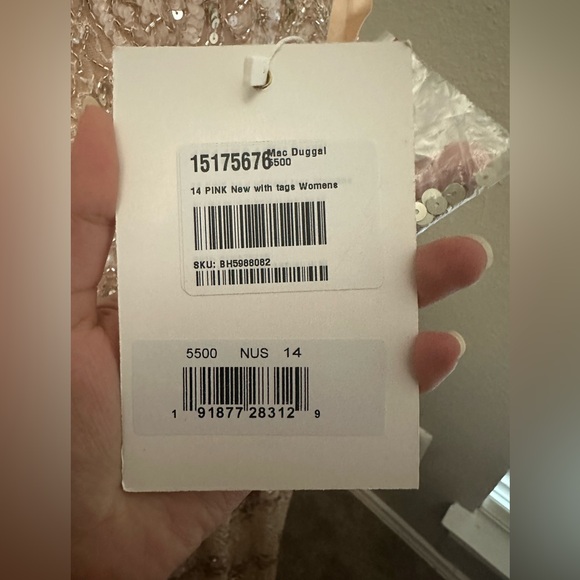 15175676 Mac Duggal
5500
14 PINK New with tags Womens
SKU: BH5988082
5500 NUS 14
1 91877 28312 9